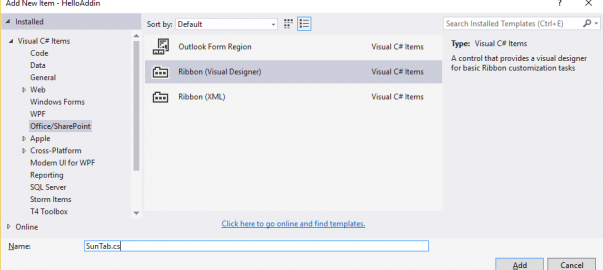 Add New Item - HelloAddin
Installed
Sort by: Default
Search Installed Templates (Ctrl+E)
Visual C# Items
Code
Data
General
Web
Windows Forms
WPF
Office/SharePoint
Apple
Cross-Platform
Modern UI for WPF
Reporting
SQL Server
Storm Items
T4 Toolbox
Online
Outlook Form Region Visual C# Items
Ribbon (Visual Designer) Visual C# Items
Ribbon (XML) Visual C# Items
Type: Visual C# Items
A control that provides a visual designer
for basic Ribbon customization tasks
Click here to go online and find templates.
Name: SunTab.cs
Add Cancel